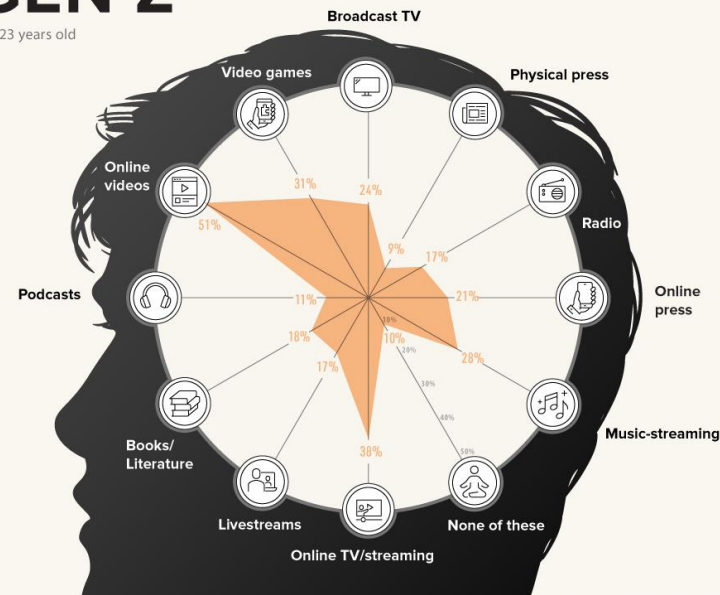 GEN Z
23 years old
Broadcast TV
Video games
Physical press
Online
videos
Radio
31%
24%
51%
9%
17%
Podcasts
11%
21%
Online
press
18%
10%
10%
20%
28%
17%
30%
40%
38%
50%
Music-streaming
Books/
Literature
Livestreams
None of these
Online TV/streaming